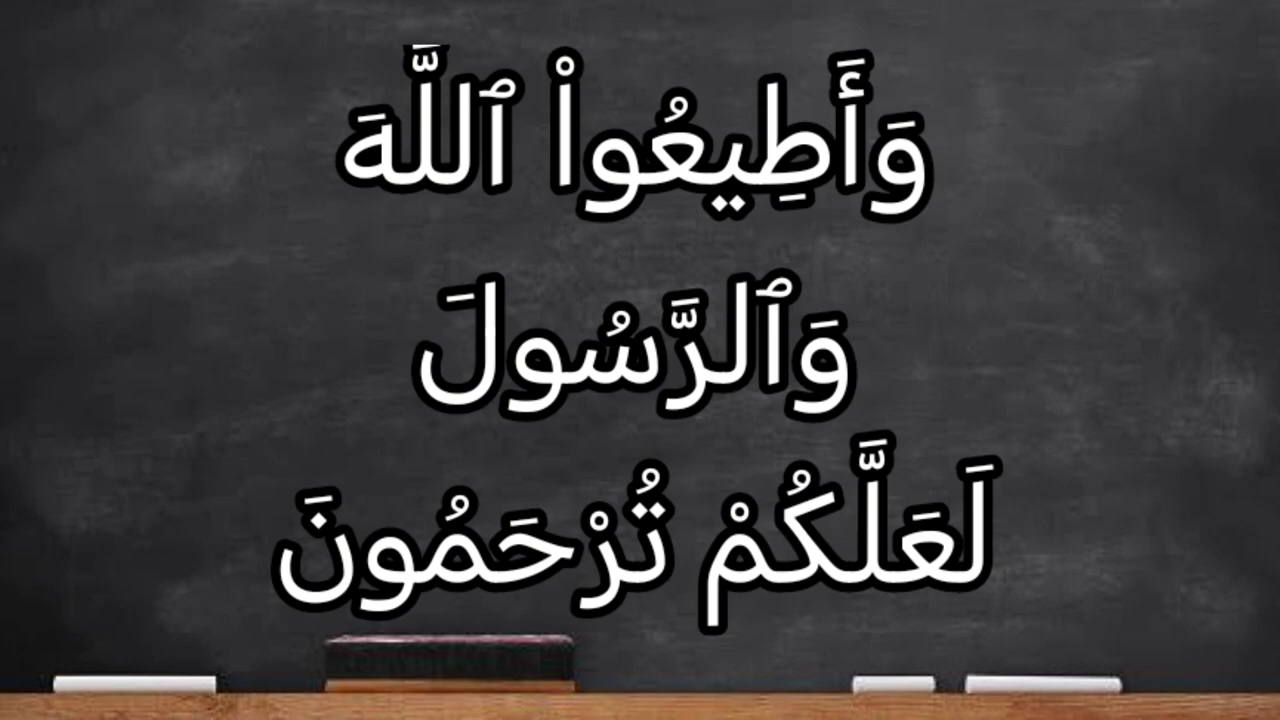 وَأَطِيعُوا۟ ٱللَّهَ
وَٱلرَّسُولَ
لَعَلَّكُمْ تُرْحَمُونَ